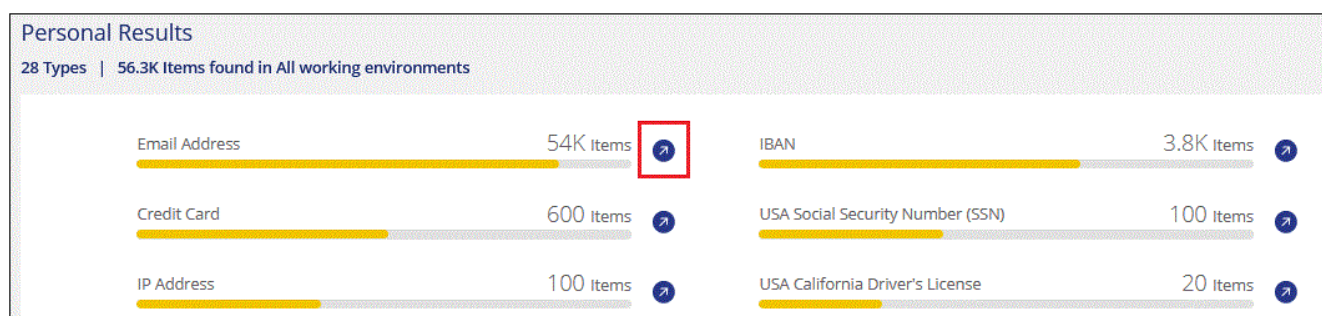 Personal Results
28 Types | 56.3K Items found in All working environments
Email Address 54K Items
IBAN 3.8K Items
Credit Card 600 Items
USA Social Security Number (SSN) 100 Items
IP Address 100 Items
USA California Driver's License 20 Items